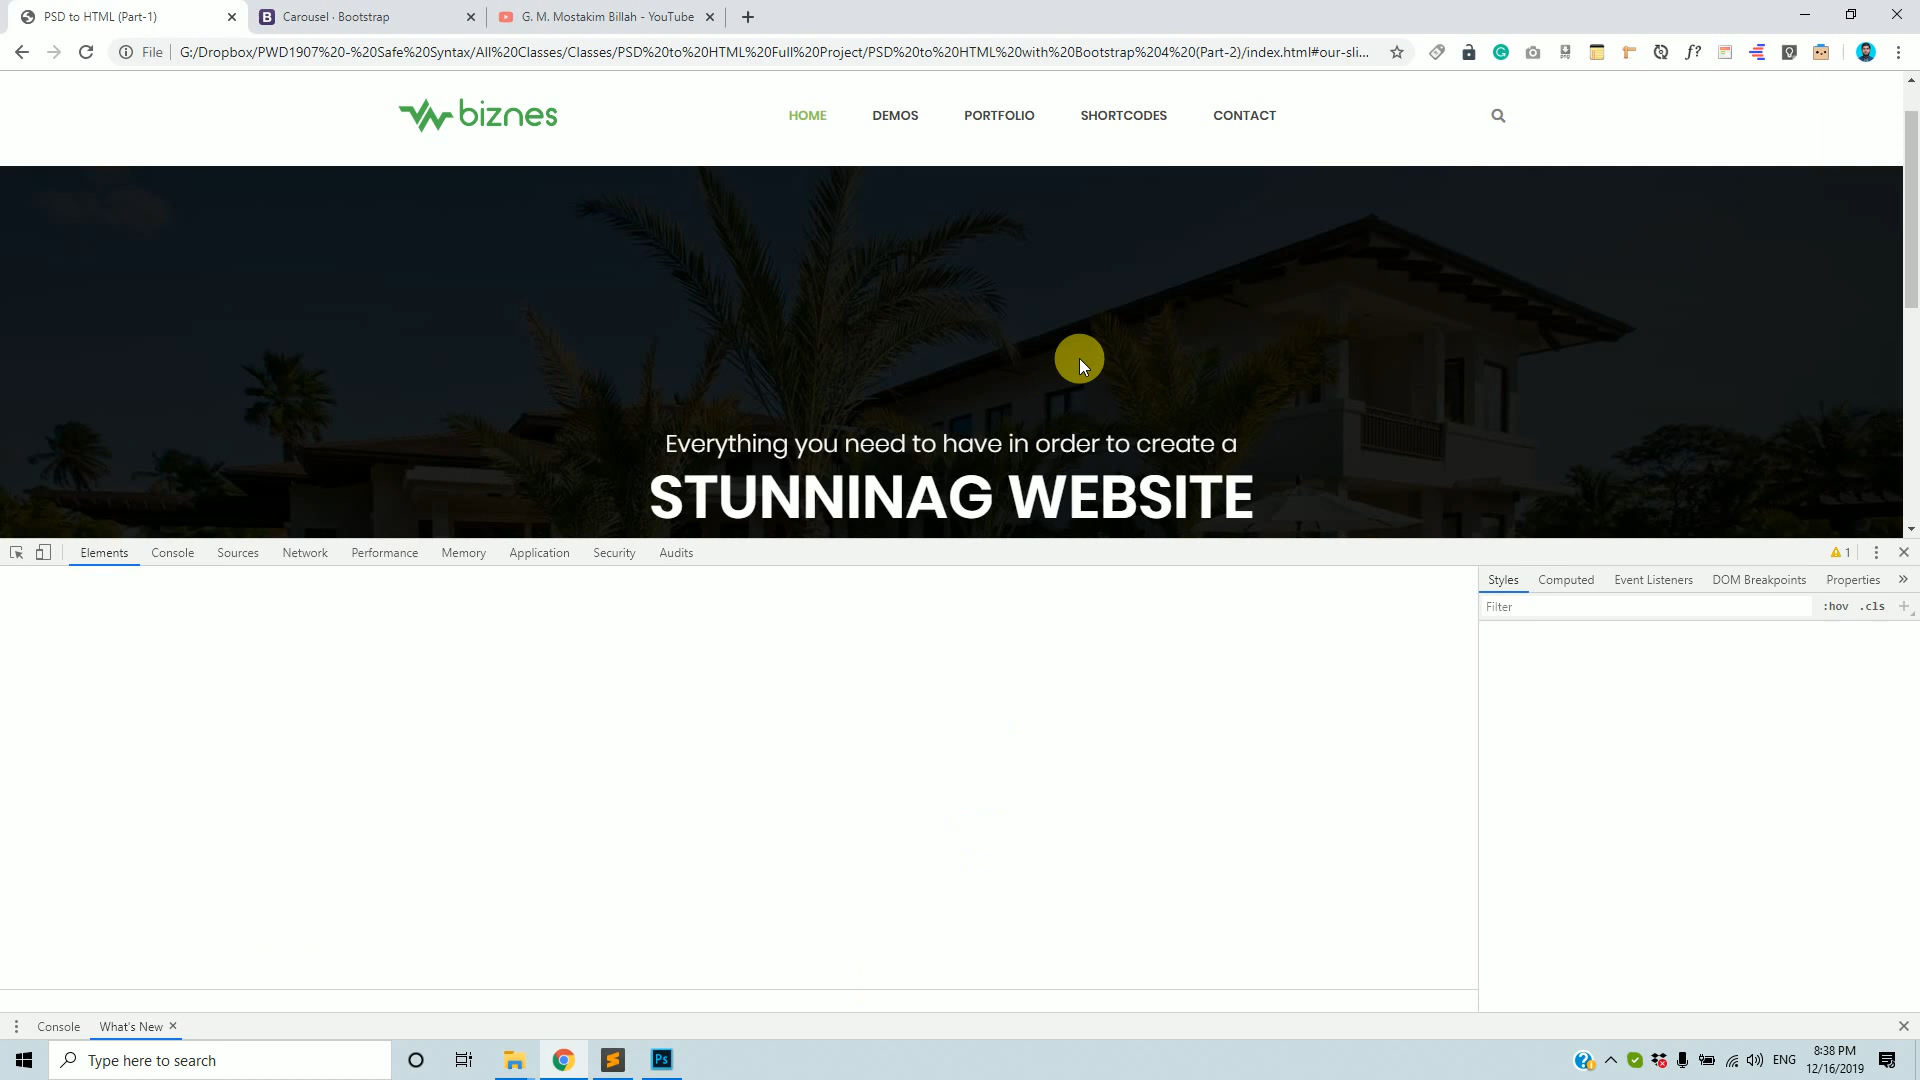 PSD to HTML (Part-1)
Carousel · Bootstrap
G. M. Mostakim Billah - YouTube
File
G:/Dropbox/PWD1907%20-%20Safe%20Syntax/All%20Classes/Classes/PSD%20to%20HTML%20Full%20Project/PSD%20to%20HTML%20with%20Bootstrap%204%20(Part-2)/index.html#our-sli...
biznes
HOME
DEMOS
PORTFOLIO
SHORTCODES
CONTACT
Everything you need to have in order to create a
STUNNINAG WEBSITE
Elements
Console
Sources
Network
Performance
Memory
Application
Security
Audits
1
Styles
Computed
Event Listeners
DOM Breakpoints
Properties
»
Filter
:hov
.cls
Console
What's New
Type here to search
Ps
ENG
8:38 PM
12/16/2019